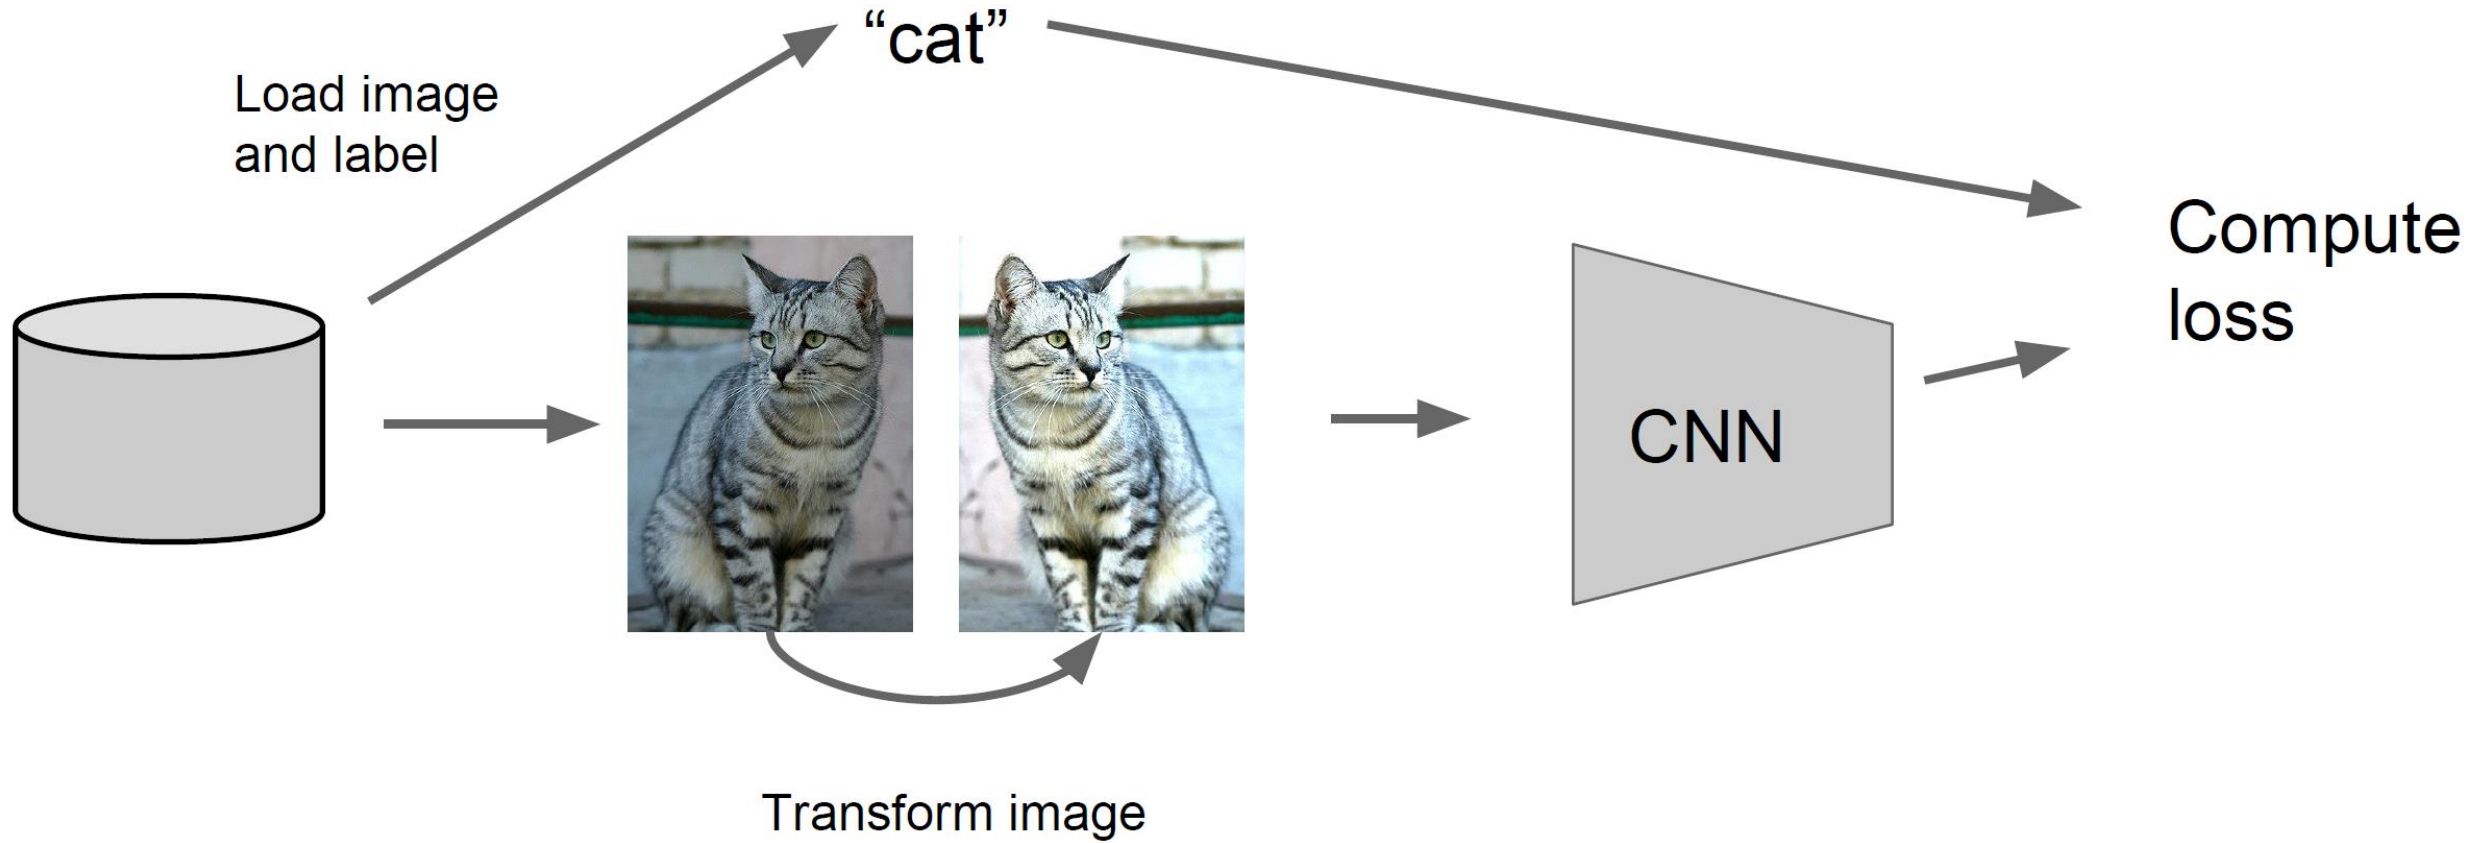 “cat”
Load image
and label
Compute
loss
CNN
Transform image